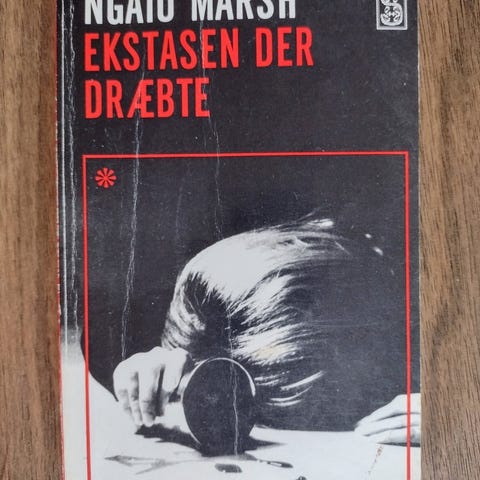 NGAIO MARSH
EKSTASEN DER
DRÆBTE